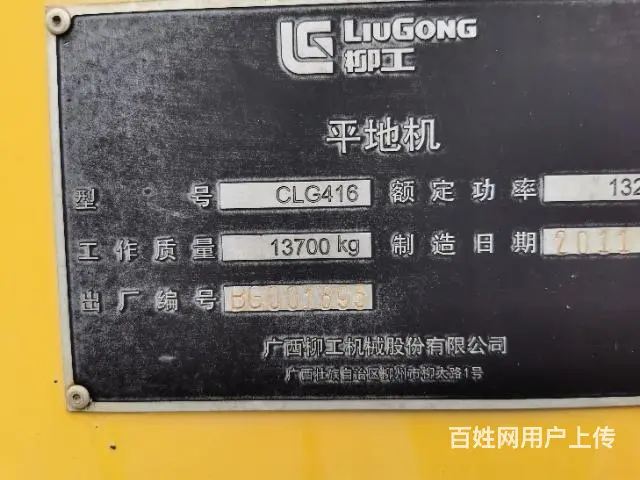 LIUGONG
柳工
平地机
型号 CLG416 额定功率 132
工作质量 13700 kg 制造日期 2011
出厂编号
广西柳工机械股份有限公司
广西壮族自治区柳州市柳太路1号
百姓网用户上传